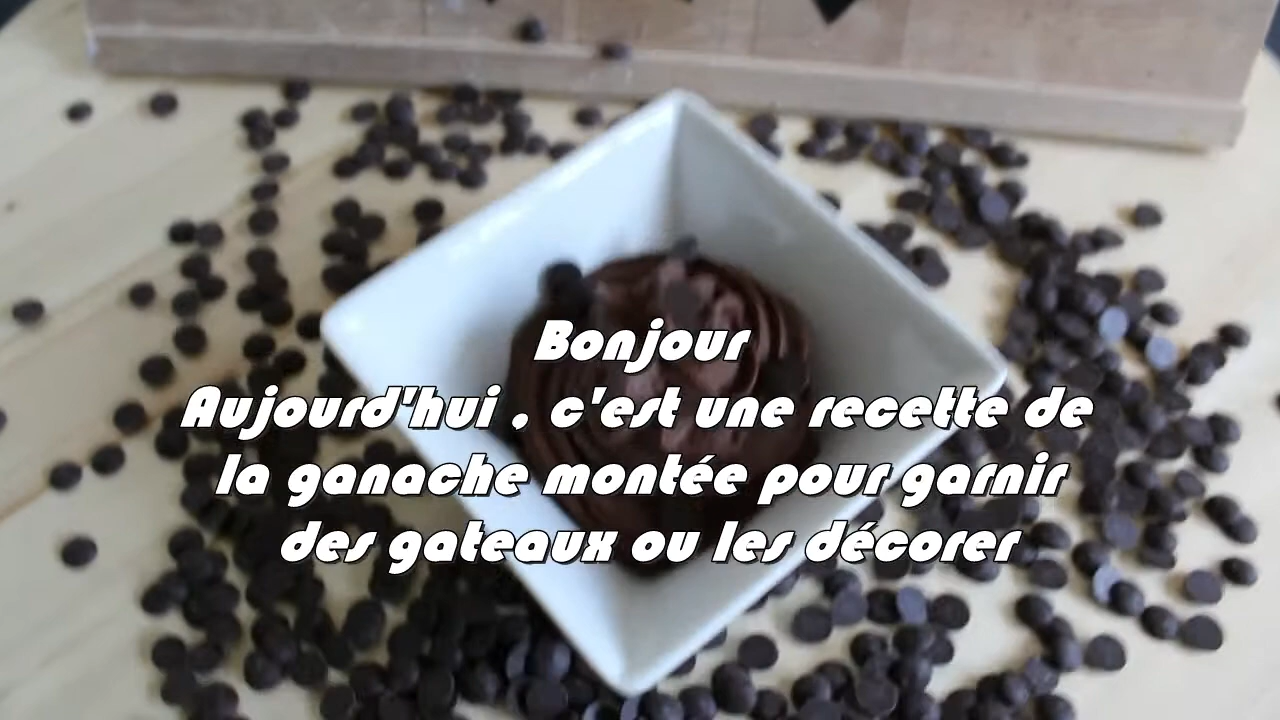 Bonjour
Aujourd'hui , c'est une recette de
la ganache montée pour garnir
des gateaux ou les décorer